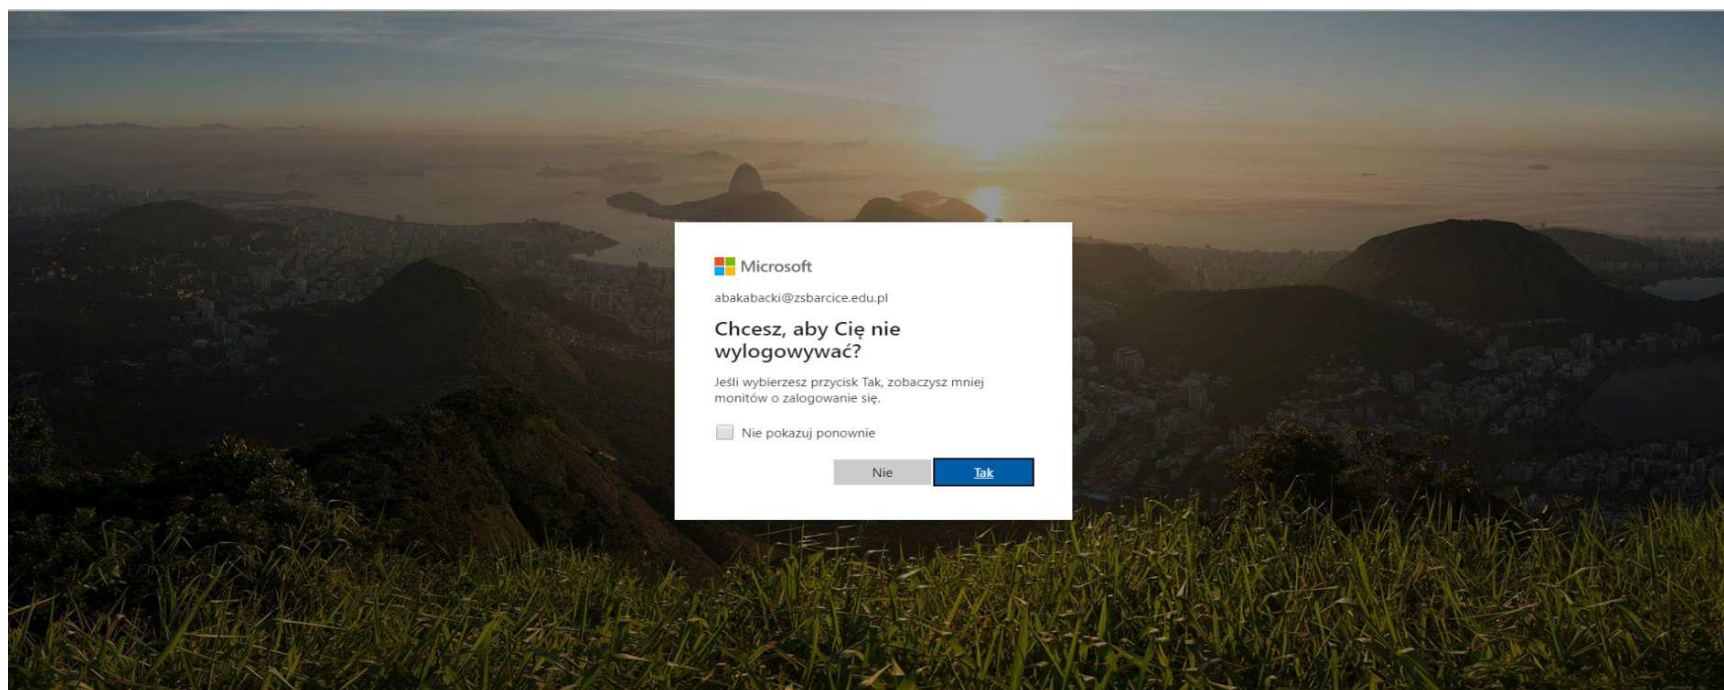 Microsoft
abakabacki@zsbarcice.edu.pl
Chcesz, aby Cię nie
wylogowywać?
Jeśli wybierzesz przycisk Tak, zobaczysz mniej
monitów o zalogowanie się.
Nie pokazuj ponownie
Nie Tak